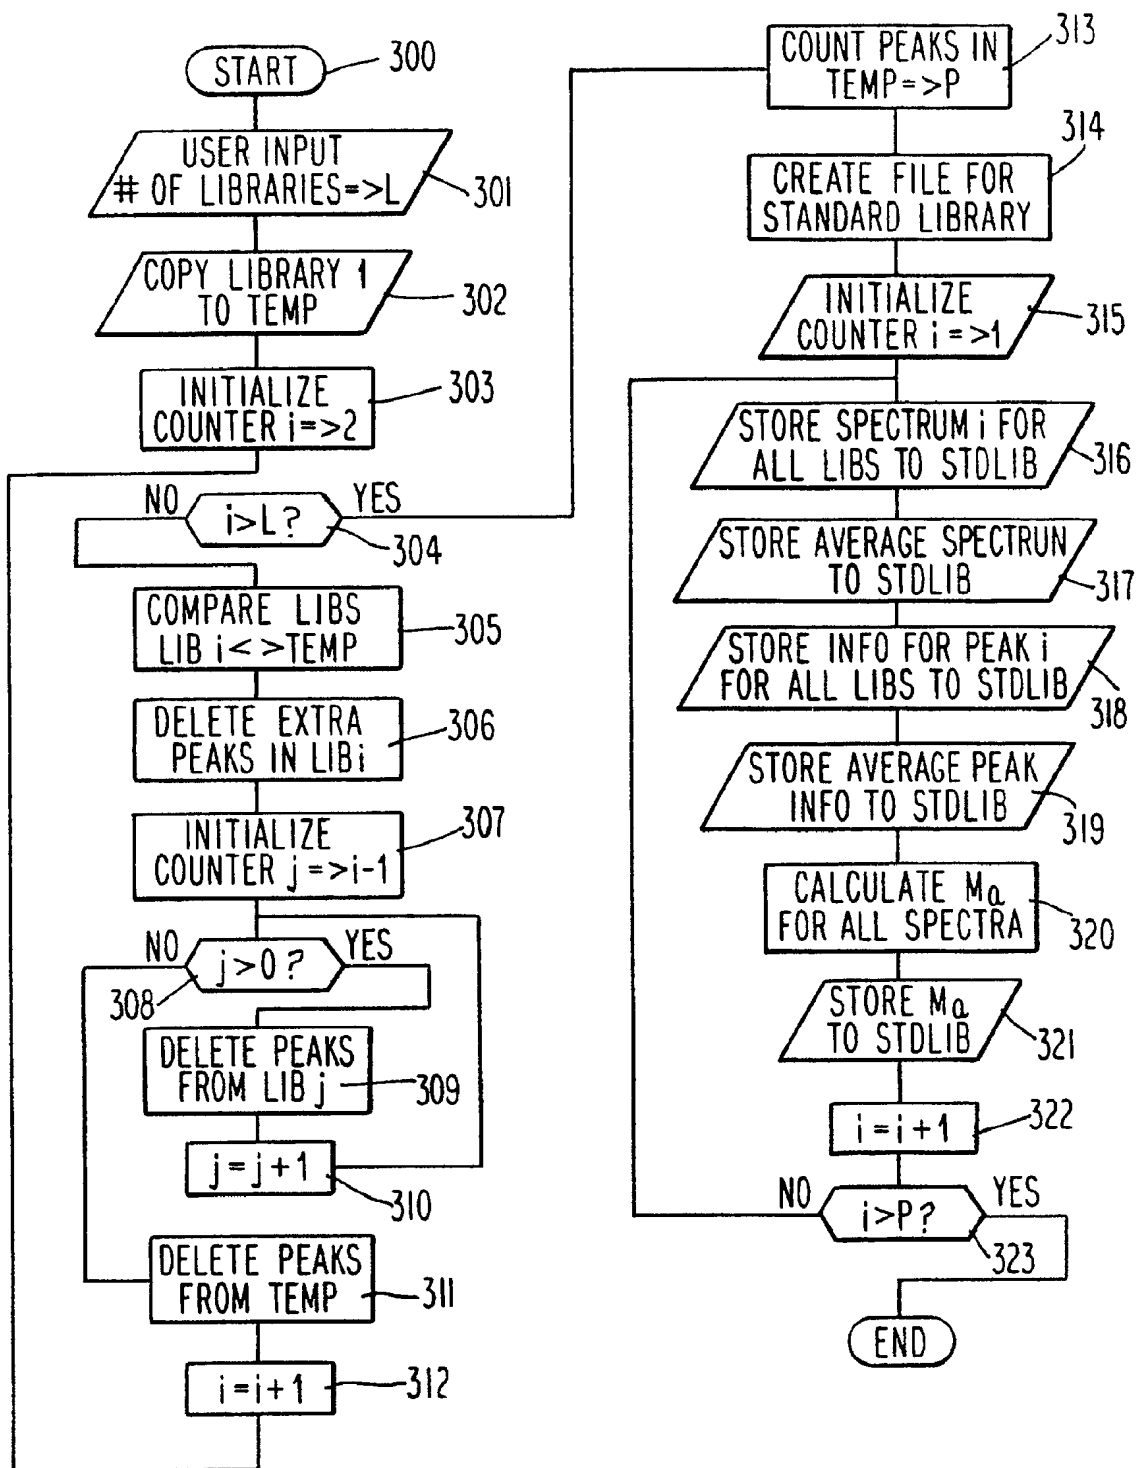 START
300
USER INPUT
# OF LIBRARIES=>L
301
COPY LIBRARY 1
TO TEMP
302
INITIALIZE
COUNTER i=>2
303
NO
i>L?
YES
304
COMPARE LIBS
LIB i<>TEMP
305
DELETE EXTRA
PEAKS IN LIB i
306
INITIALIZE
COUNTER j=>i-1
307
NO
j>0?
YES
308
DELETE PEAKS
FROM LIB j
309
j=j+1
310
DELETE PEAKS
FROM TEMP
311
i=i+1
312
COUNT PEAKS IN
TEMP=>P
313
CREATE FILE FOR
STANDARD LIBRARY
314
INITIALIZE
COUNTER i=>1
315
STORE SPECTRUM i FOR
ALL LIBS TO STDLIB
316
STORE AVERAGE SPECTRUN
TO STDLIB
317
STORE INFO FOR PEAK i
FOR ALL LIBS TO STDLIB
318
STORE AVERAGE PEAK
INFO TO STDLIB
319
CALCULATE Ma
FOR ALL SPECTRA
320
STORE Ma
TO STDLIB
321
i=i+1
322
NO
i>P?
YES
323
END